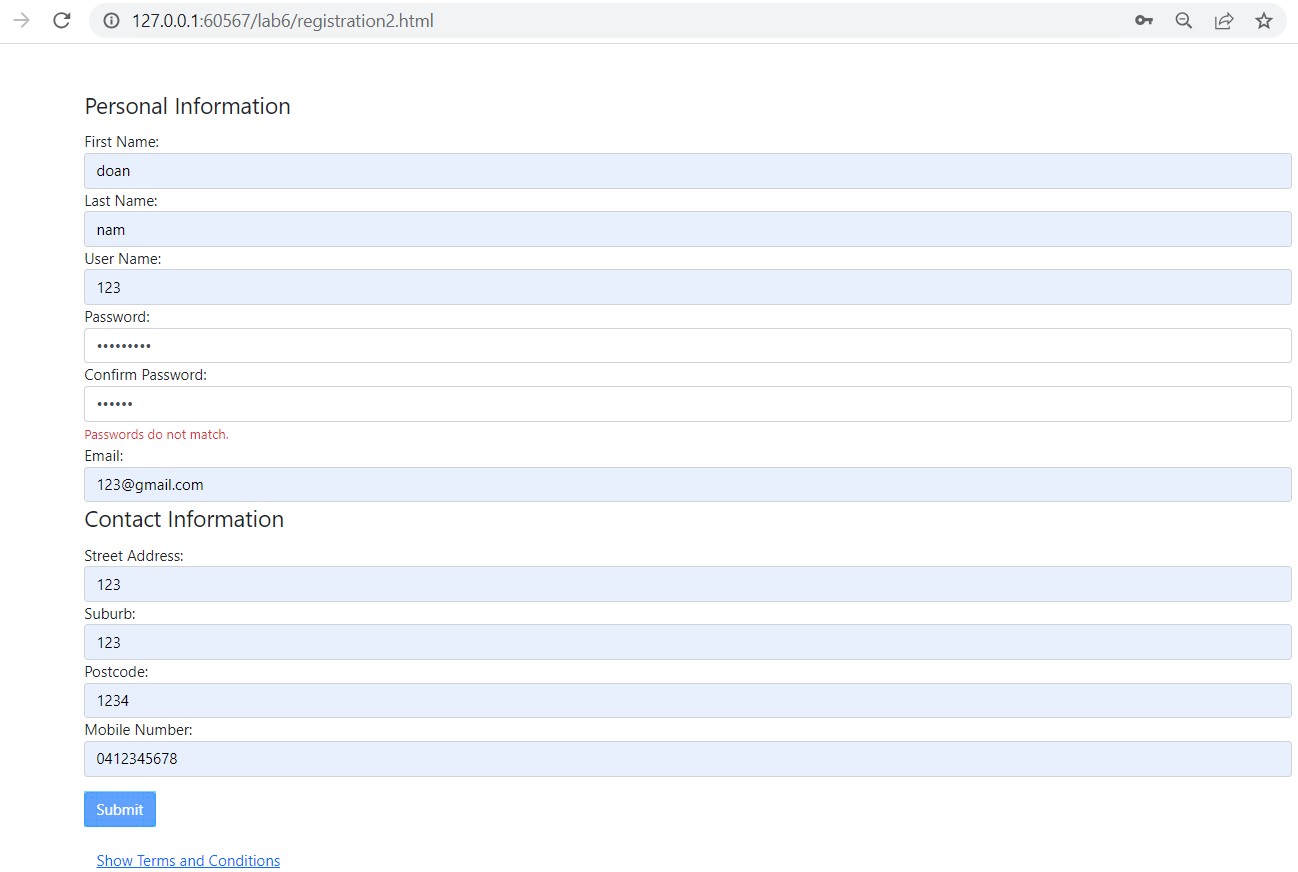 127.0.0.1:60567/lab6/registration2.html
Personal Information
First Name:
doan
Last Name:
nam
User Name:
123
Password:
•••••••••
Confirm Password:
••••••
Passwords do not match.
Email:
123@gmail.com
Contact Information
Street Address:
123
Suburb:
123
Postcode:
1234
Mobile Number:
0412345678
Submit
Show Terms and Conditions